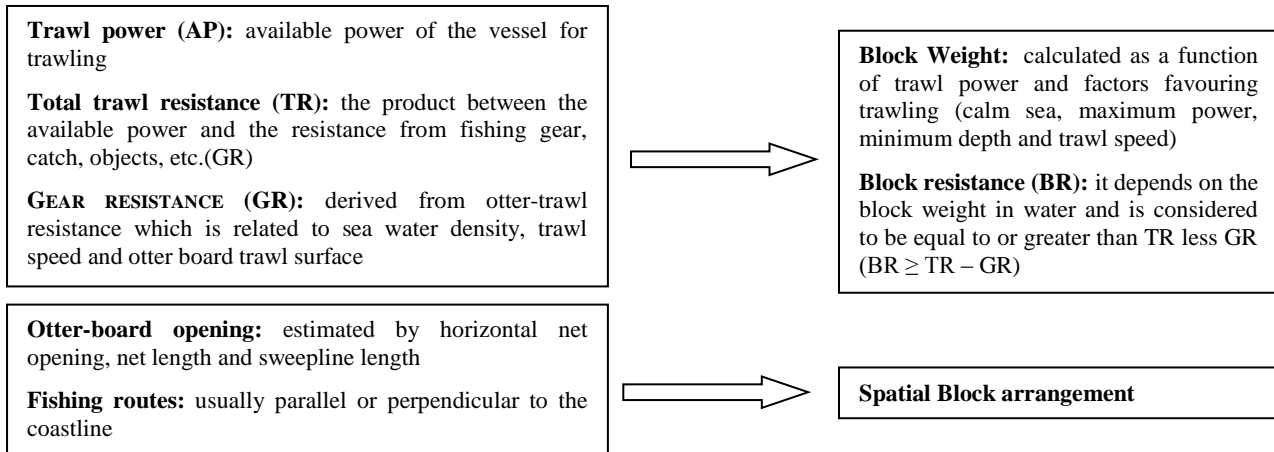 Trawl power (AP): available power of the vessel for
trawling
Total trawl resistance (TR): the product between the
available power and the resistance from fishing gear,
catch, objects, etc.(GR)
GEAR RESISTANCE (GR): derived from otter-trawl
resistance which is related to sea water density, trawl
speed and otter board trawl surface
Block Weight: calculated as a function
of trawl power and factors favouring
trawling (calm sea, maximum power,
minimum depth and trawl speed)
Block resistance (BR): it depends on the
block weight in water and is considered
to be equal to or greater than TR less GR
(BR ≥ TR – GR)
Otter-board opening: estimated by horizontal net
opening, net length and sweepline length
Fishing routes: usually parallel or perpendicular to the
coastline
Spatial Block arrangement